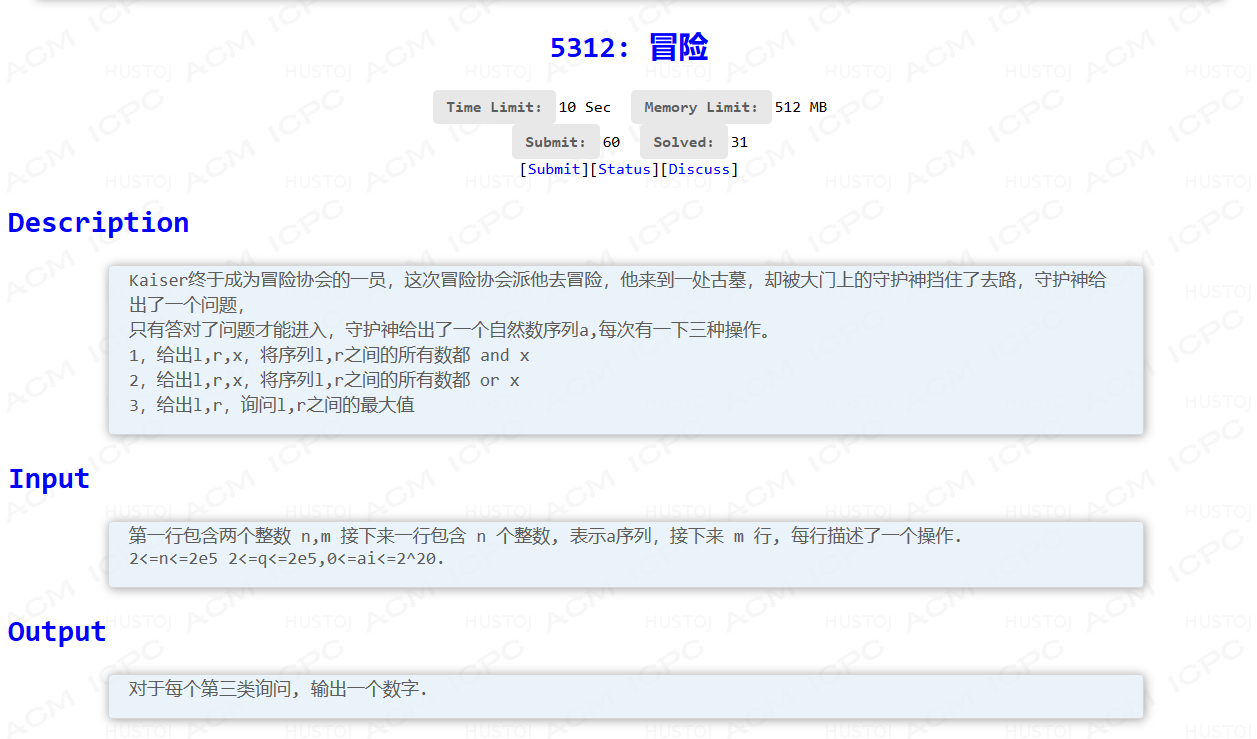 5312: 冒险
Time Limit: 10 Sec Memory Limit: 512 MB
Submit: 60 Solved: 31
[Submit][Status][Discuss]
Description
Kaiser终于成为冒险协会的一员，这次冒险协会派他去冒险，他来到一处古墓，却被大门上的守护神挡住了去路，守护神给
出了一个问题，
只有答对了问题才能进入，守护神给出了一个自然数序列a,每次有一下三种操作。
1，给出l,r,x，将序列l,r之间的所有数都 and x
2，给出l,r,x，将序列l,r之间的所有数都 or x
3，给出l,r，询问l,r之间的最大值
Input
第一行包含两个整数 n,m 接下来一行包含 n 个整数, 表示a序列，接下来 m 行, 每行描述了一个操作.
2<=n<=2e5 2<=q<=2e5,0<=ai<=2^20.
Output
对于每个第三类询问, 输出一个数字.